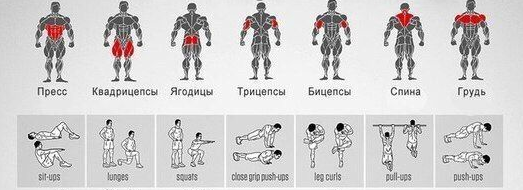 Пресс Квадрицепсы Ягодицы Трицепсы Бицепсы Спина Грудь
sit-ups lunges squats close grip push-ups leg curls pull-ups push-ups